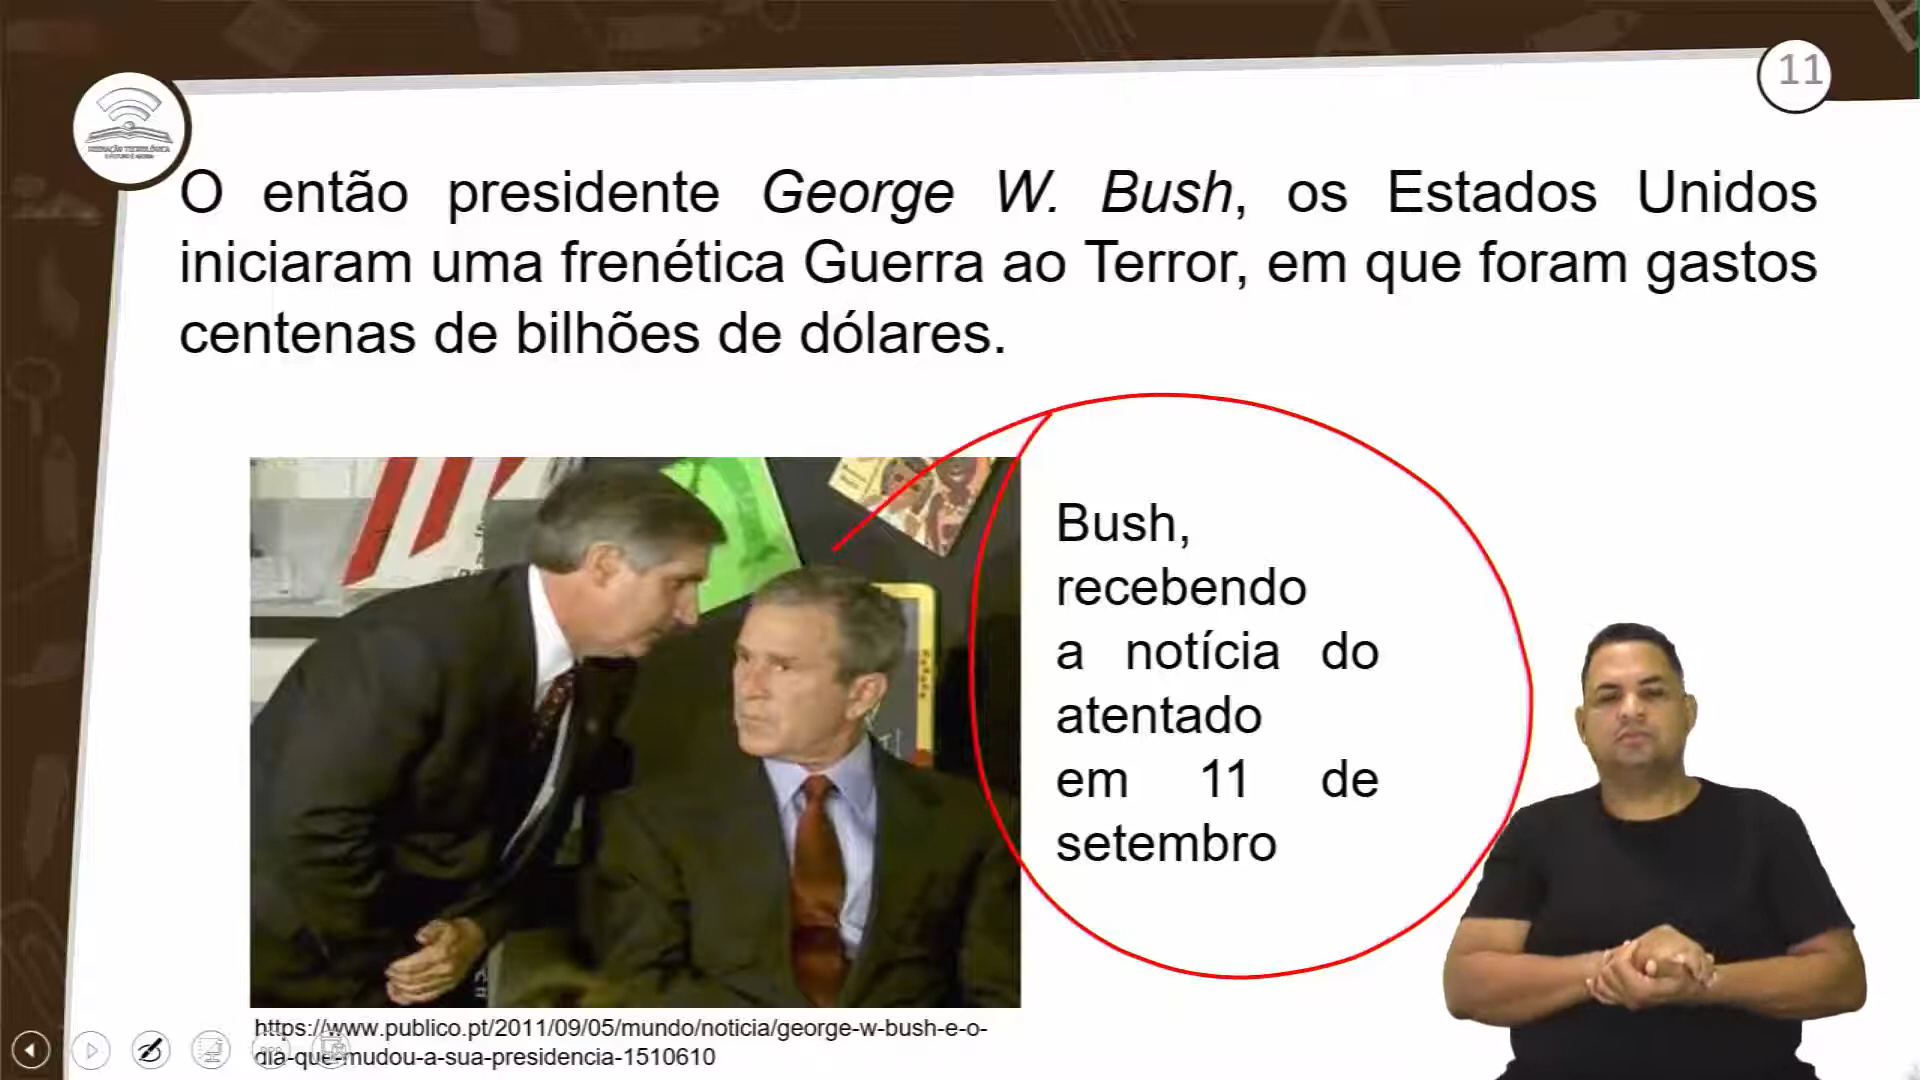 11
MEDIAÇÃO TECNOLÓGICA
O então presidente George W. Bush, os Estados Unidos
iniciaram uma frenética Guerra ao Terror, em que foram gastos
centenas de bilhões de dólares.
Bush,
recebendo
a notícia do
atentado
em 11 de
setembro
https://www.publico.pt/2011/09/05/mundo/noticia/george-w-bush-e-o-
dia-que-mudou-a-sua-presidencia-1510610